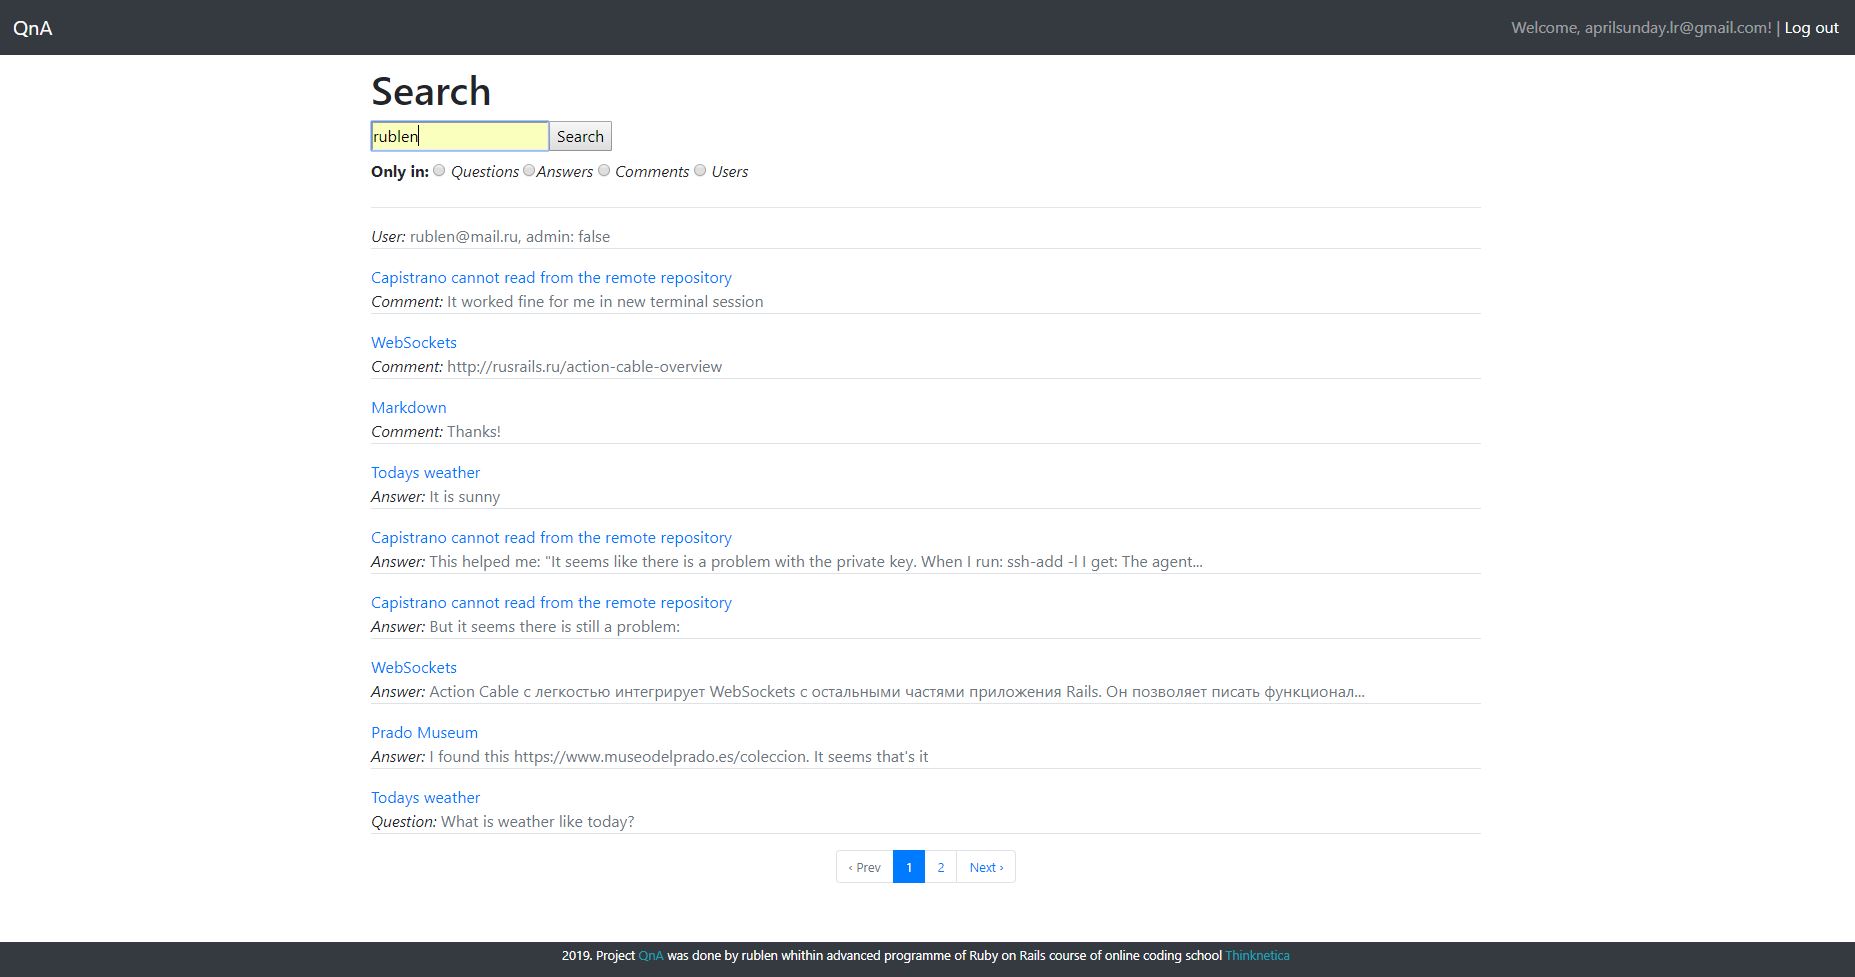 QnA
Welcome, aprilsunday.lr@gmail.com! | Log out
Search
rublen Search
Only in: Questions Answers Comments Users
User: rublen@mail.ru, admin: false
Capistrano cannot read from the remote repository
Comment: It worked fine for me in new terminal session
WebSockets
Comment: http://rusrails.ru/action-cable-overview
Markdown
Comment: Thanks!
Todays weather
Answer: It is sunny
Capistrano cannot read from the remote repository
Answer: This helped me: "It seems like there is a problem with the private key. When I run: ssh-add -l I get: The agent...
Capistrano cannot read from the remote repository
Answer: But it seems there is still a problem:
WebSockets
Answer: Action Cable с легкостью интегрирует WebSockets с остальными частями приложения Rails. Он позволяет писать функционал...
Prado Museum
Answer: I found this https://www.museodelprado.es/coleccion. It seems that's it
Todays weather
Question: What is weather like today?
‹ Prev 1 2 Next ›
2019. Project QnA was done by rublen whithin advanced programme of Ruby on Rails course of online coding school Thinknetica